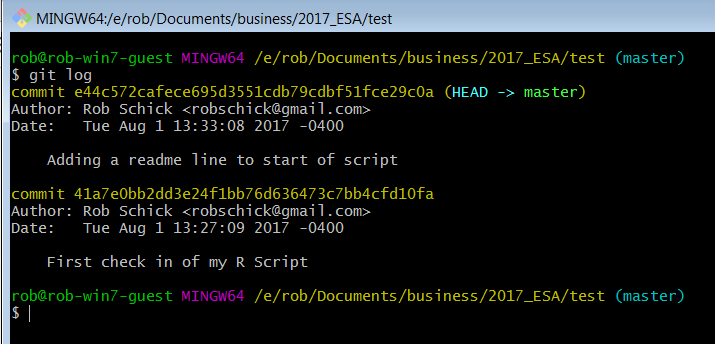 MINGW64:/e/rob/Documents/business/2017_ESA/test
rob@rob-win7-guest MINGW64 /e/rob/Documents/business/2017_ESA/test (master)
$ git log
commit e44c572cafece695d3551cdb79cdbf51fce29c0a (HEAD -> master)
Author: Rob Schick <robschick@gmail.com>
Date:   Tue Aug 1 13:33:08 2017 -0400
    Adding a readme line to start of script
commit 41a7e0bb2dd3e24f1bb76d636473c7bb4cfd10fa
Author: Rob Schick <robschick@gmail.com>
Date:   Tue Aug 1 13:27:09 2017 -0400
    First check in of my R Script
rob@rob-win7-guest MINGW64 /e/rob/Documents/business/2017_ESA/test (master)
$